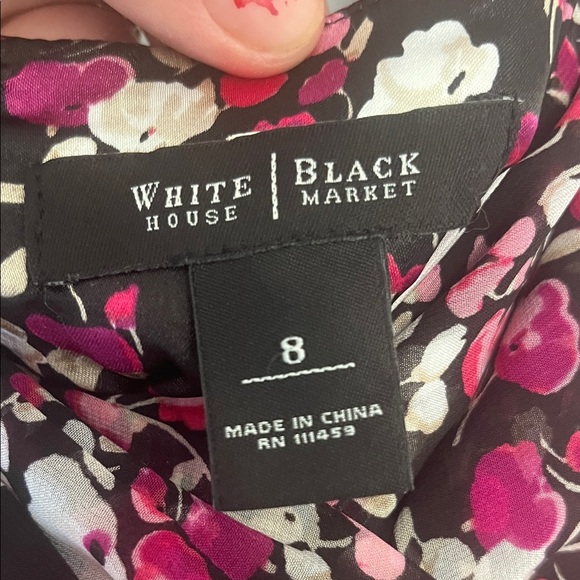 WHITE HOUSE | BLACK MARKET
8
MADE IN CHINA
RN 111459